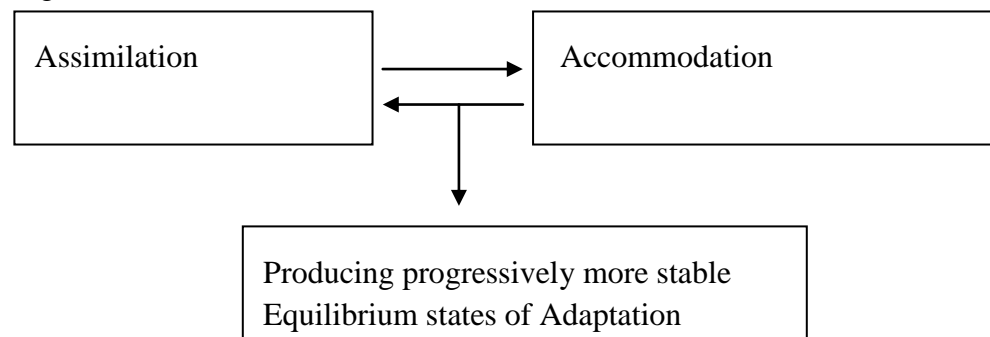 Assimilation
Accommodation
Producing progressively more stable
Equilibrium states of Adaptation